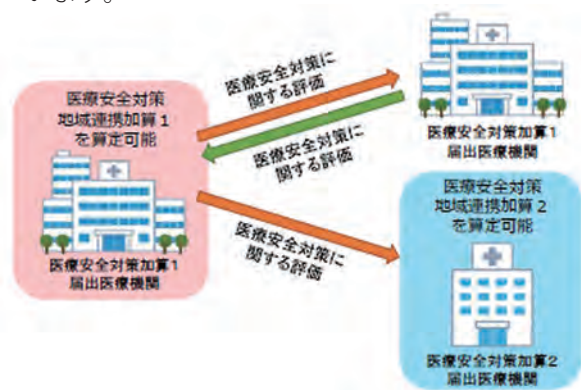 います。
医療安全対策
地域連携加算1
を算定可能
医療安全対策加算1
届出医療機関
医療安全対策に
関する評価
医療安全対策に
関する評価
医療安全対策に
関する評価
医療安全対策加算1
届出医療機関
医療安全対策
地域連携加算2
を算定可能
医療安全対策加算2
届出医療機関